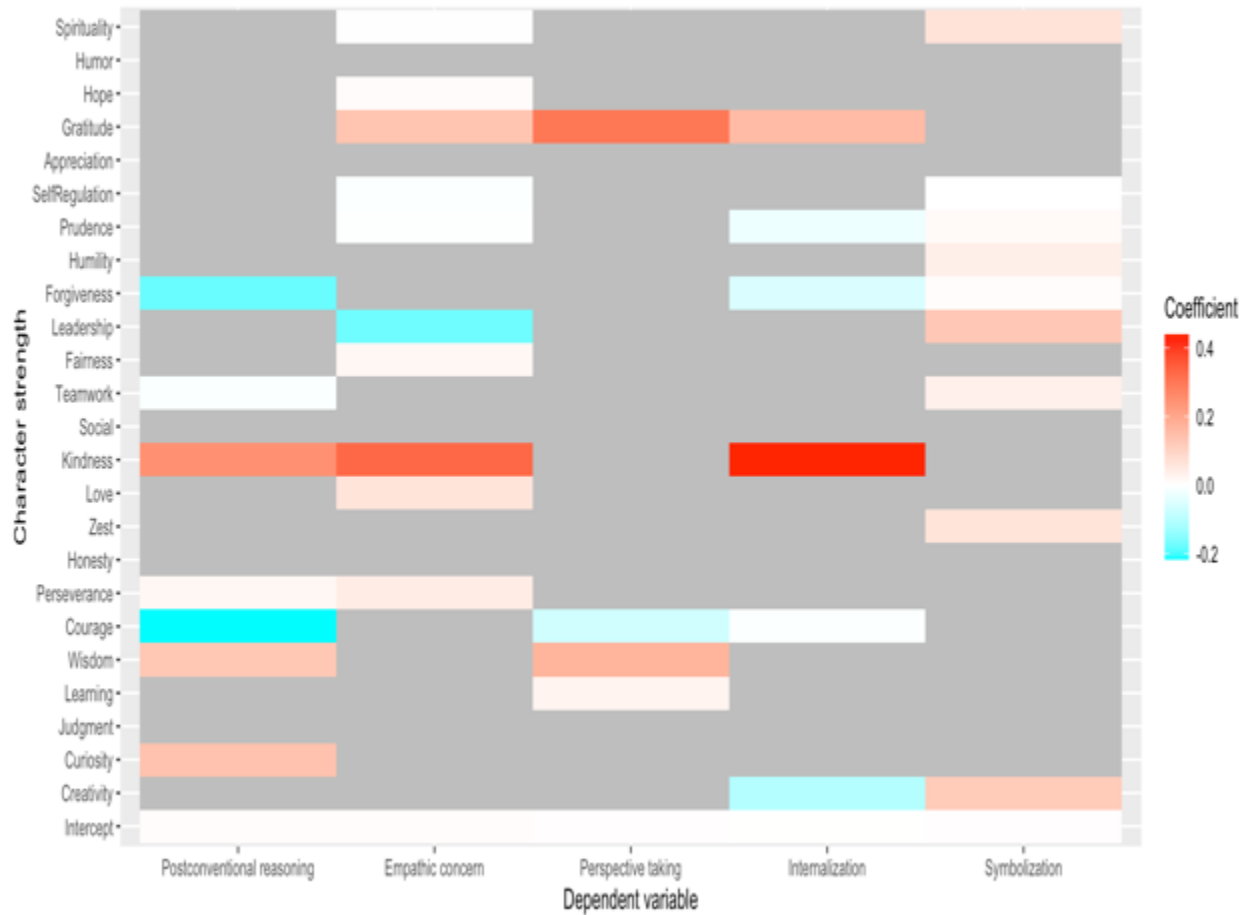 Spirituality
Humor
Hope
Gratitude
Appreciation
SelfRegulation
Prudence
Humility
Forgiveness
Leadership
Fairness
Teamwork
Social
Kindness
Love
Zest
Honesty
Perseverance
Courage
Wisdom
Learning
Judgment
Curiosity
Creativity
Intercept
Character strength
Postconventional reasoning
Empathic concern
Perspective taking
Internalization
Symbolization
Dependent variable
Coefficient
0.4
0.2
0.0
-0.2